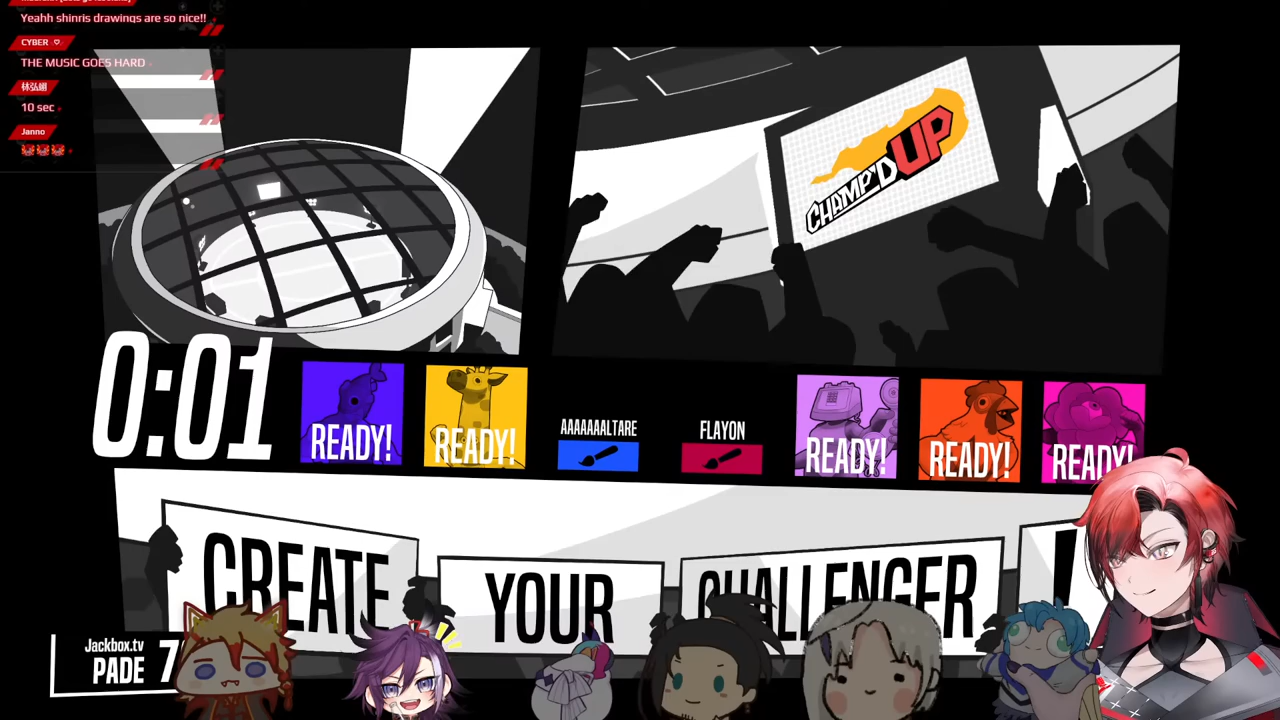 Yeahh shinris drawings are so nice!!
CYBER ♡
THE MUSIC GOES HARD
林弘繼
10 sec
Janno
CHAMP'D UP
0:01
READY!
READY!
AAAAAAALTARE
FLAYON
READY!
READY!
READY!
CREATE
YOUR
CHALLENGER
!
Jackbox.tv
PADE 7